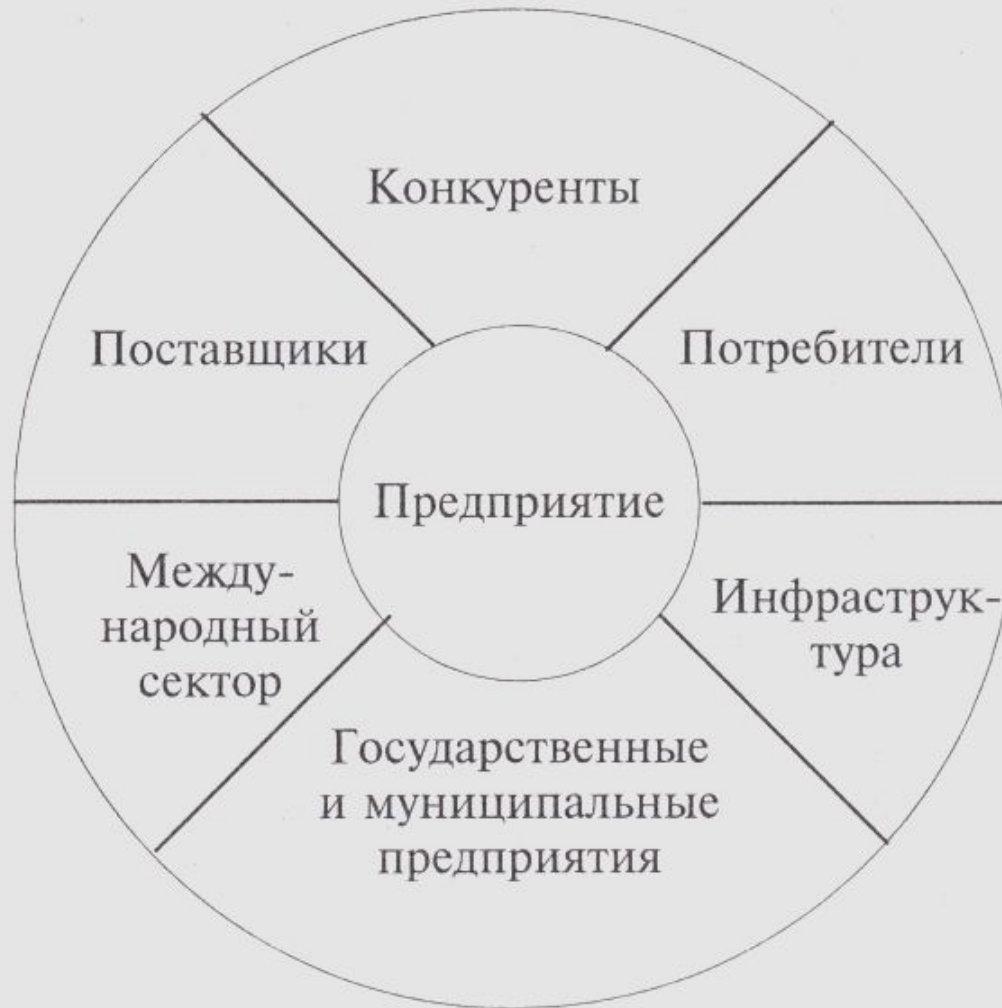 Конкуренты
Поставщики
Потребители
Предприятие
Между-
народный
сектор
Инфраструк-
тура
Государственные
и муниципальные
предприятия